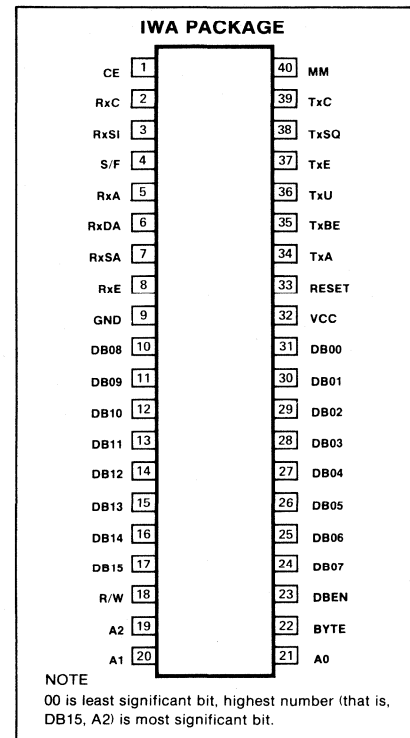 IWA PACKAGE
CE 1 40 MM
RxC 2 39 TxC
RxSI 3 38 TxSQ
S/F 4 37 TxE
RxA 5 36 TxU
RxDA 6 35 TxBE
RxSA 7 34 TxA
RxE 8 33 RESET
GND 9 32 VCC
DB08 10 31 DB00
DB09 11 30 DB01
DB10 12 29 DB02
DB11 13 28 DB03
DB12 14 27 DB04
DB13 15 26 DB05
DB14 16 25 DB06
DB15 17 24 DB07
R/W 18 23 DBEN
A2 19 22 BYTE
A1 20 21 A0
NOTE
00 is least significant bit, highest number (that is,
DB15, A2) is most significant bit.